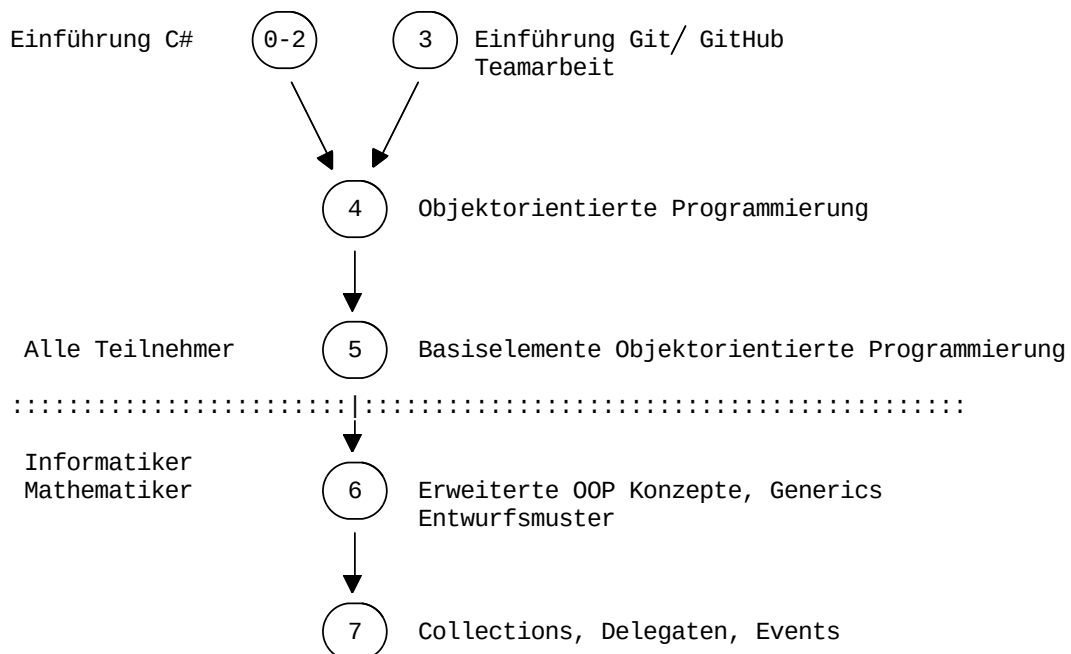 Einführung C#
0-2
3
Einführung Git/ GitHub
Teamarbeit
4
Objektorientierte Programmierung
Alle Teilnehmer
5
Basiselemente Objektorientierte Programmierung
Informatiker
Mathematiker
6
Erweiterte OOP Konzepte, Generics
Entwurfsmuster
7
Collections, Delegaten, Events